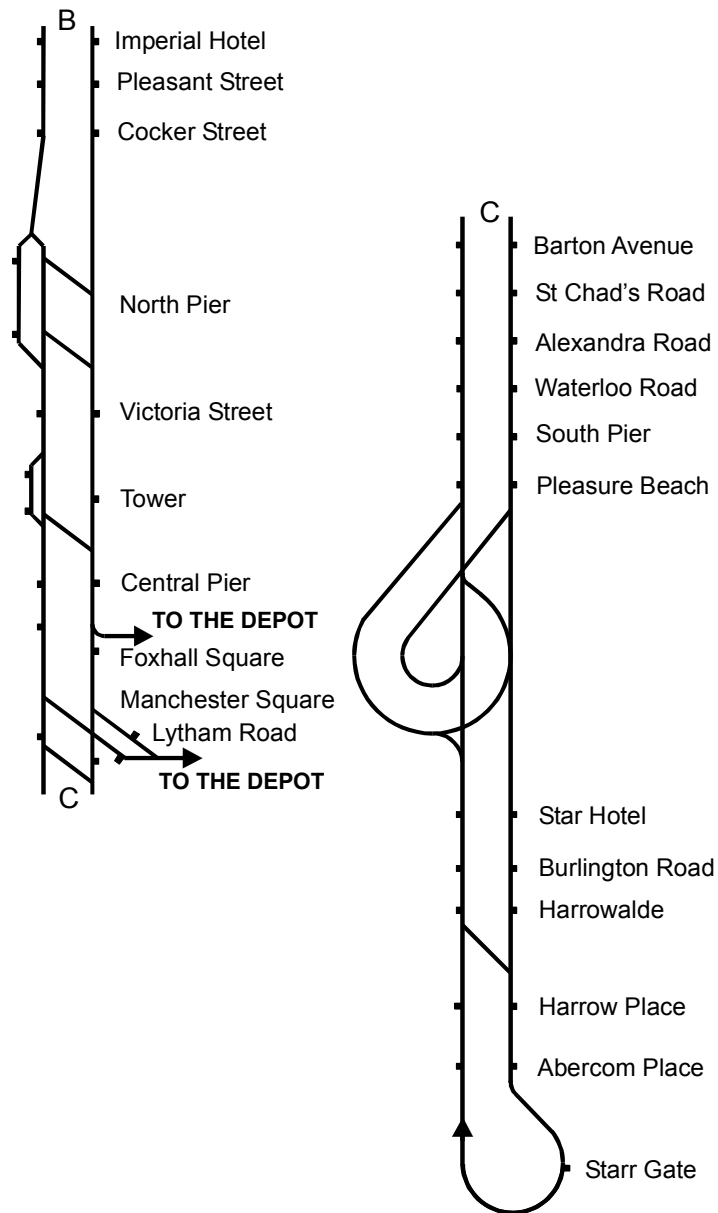 B
Imperial Hotel
Pleasant Street
Cocker Street
North Pier
Victoria Street
Tower
Central Pier
TO THE DEPOT
Foxhall Square
Manchester Square
Lytham Road
TO THE DEPOT
C
C
Barton Avenue
St Chad's Road
Alexandra Road
Waterloo Road
South Pier
Pleasure Beach
Star Hotel
Burlington Road
Harrowalde
Harrow Place
Abercom Place
Starr Gate